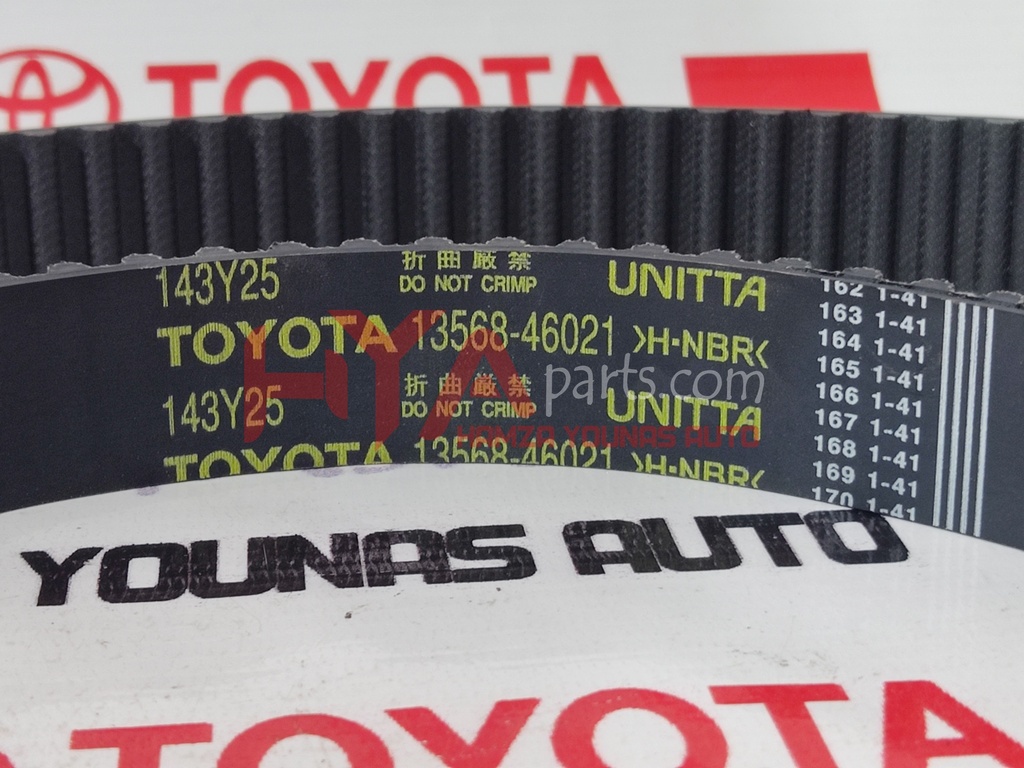 TOYOTA
折曲厳禁
143Y25 DO NOT CRIMP UNITTA
TOYOTA 13568-46021 >H-NBR<
折曲厳禁
143Y25 DO NOT CRIMP UNITTA
TOYOTA 13568-46021 >H-NBR<
162 1-41
163 1-41
164 1-41
165 1-41
166 1-41
167 1-41
168 1-41
169 1-41
170 1-41
HYA parts.com
HAMZA YOUNAS AUTO
YOUNAS AUTO
TOYOTA